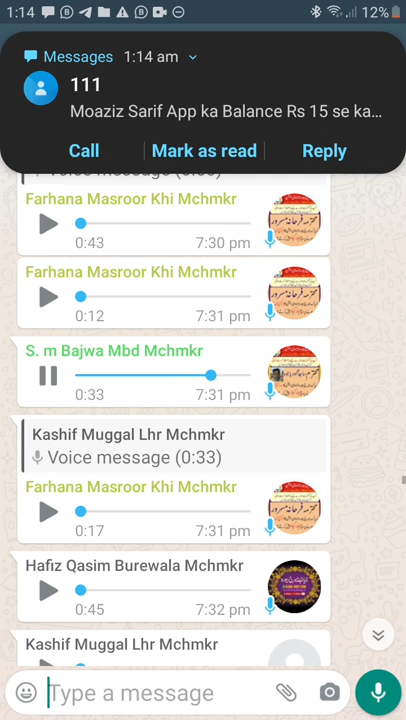 1:14
12%
Messages 1:14 am
111
Moaziz Sarif App ka Balance Rs 15 se ka...
Call Mark as read Reply
Farhana Masroor Khi Mchmkr
0:43 7:30 pm
Farhana Masroor Khi Mchmkr
0:12 7:31 pm
S. m Bajwa Mbd Mchmkr
0:33 7:31 pm
Kashif Muggal Lhr Mchmkr
Voice message (0:33)
Farhana Masroor Khi Mchmkr
0:17 7:31 pm
Hafiz Qasim Burewala Mchmkr
0:45 7:32 pm
Kashif Muggal Lhr Mchmkr
Type a message